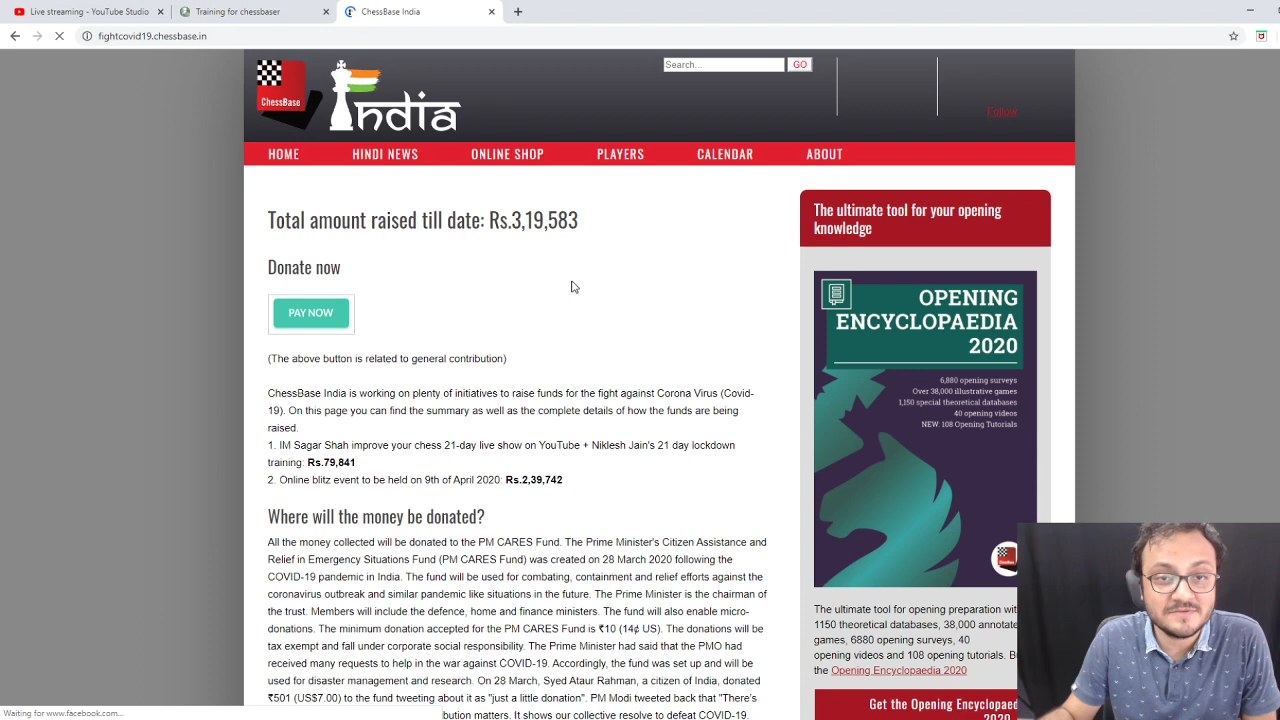 Live streaming - YouTube Studio
Training for chessbaser
ChessBase India
fightcovid19.chessbase.in
ChessBase
India
Search...
GO
Follow
HOME
HINDI NEWS
ONLINE SHOP
PLAYERS
CALENDAR
ABOUT
Total amount raised till date: Rs.3,19,583
Donate now
PAY NOW
(The above button is related to general contribution)
ChessBase India is working on plenty of initiatives to raise funds for the fight against Corona Virus (Covid-
19). On this page you can find the summary as well as the complete details of how the funds are being
raised.
1. IM Sagar Shah improve your chess 21-day live show on YouTube + Niklesh Jain's 21 day lockdown
training: Rs.79,841
2. Online blitz event to be held on 9th of April 2020: Rs.2,39,742
Where will the money be donated?
All the money collected will be donated to the PM CARES Fund. The Prime Minister's Citizen Assistance and
Relief in Emergency Situations Fund (PM CARES Fund) was created on 28 March 2020 following the
COVID-19 pandemic in India. The fund will be used for combating, containment and relief efforts against the
coronavirus outbreak and similar pandemic like situations in the future. The Prime Minister is the chairman of
the trust. Members will include the defence, home and finance ministers. The fund will also enable micro-
donations. The minimum donation accepted for the PM CARES Fund is ₹10 (14¢ US). The donations will be
tax exempt and fall under corporate social responsibility. The Prime Minister had said that the PMO had
received many requests to help in the war against COVID-19. Accordingly, the fund was set up and will be
used for disaster management and research. On 28 March, Syed Ataur Rahman, a citizen of India, donated
₹501 (US$7.00) to the fund tweeting about it as "just a little donation". PM Modi tweeted back that "There's
bution matters. It shows our collective resolve to defeat COVID-19.
Waiting for www.facebook.com...
The ultimate tool for your opening
knowledge
OPENING
ENCYCLOPAEDIA
2020
6,880 opening surveys
Over 38,000 illustrative games
1,150 special theoretical databases
40 opening videos
NEW: 108 Opening Tutorials
The ultimate tool for opening preparation wit
1150 theoretical databases, 38,000 annotate
games, 6880 opening surveys, 40
opening videos and 108 opening tutorials. B
the Opening Encyclopaedia 2020
Get the Opening Encyclopaed
2020